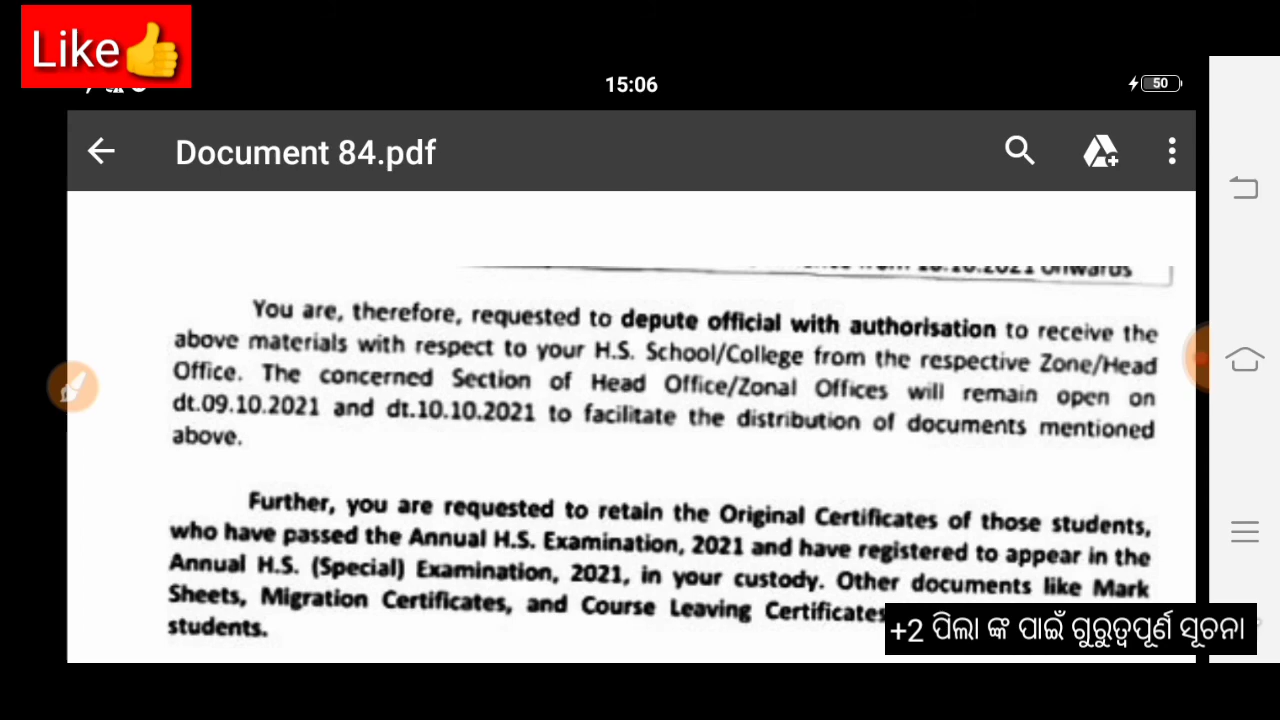 Like👍
15:06
50
Document 84.pdf
10.10.2021 onwards
You are, therefore, requested to depute official with authorisation to receive the
above materials with respect to your H.S. School/College from the respective Zone/Head
Office. The concerned Section of Head Office/Zonal Offices will remain open on
dt.09.10.2021 and dt.10.10.2021 to facilitate the distribution of documents mentioned
above.
Further, you are requested to retain the Original Certificates of those students,
who have passed the Annual H.S. Examination, 2021 and have registered to appear in the
Annual H.S. (Special) Examination, 2021, in your custody. Other documents like Mark
Sheets, Migration Certificates, and Course Leaving Certificates
students.
+2 ପିଲା ଙ୍କ ପାଇଁ ଗୁରୁତ୍ୱପୂର୍ଣ ସୂଚନା